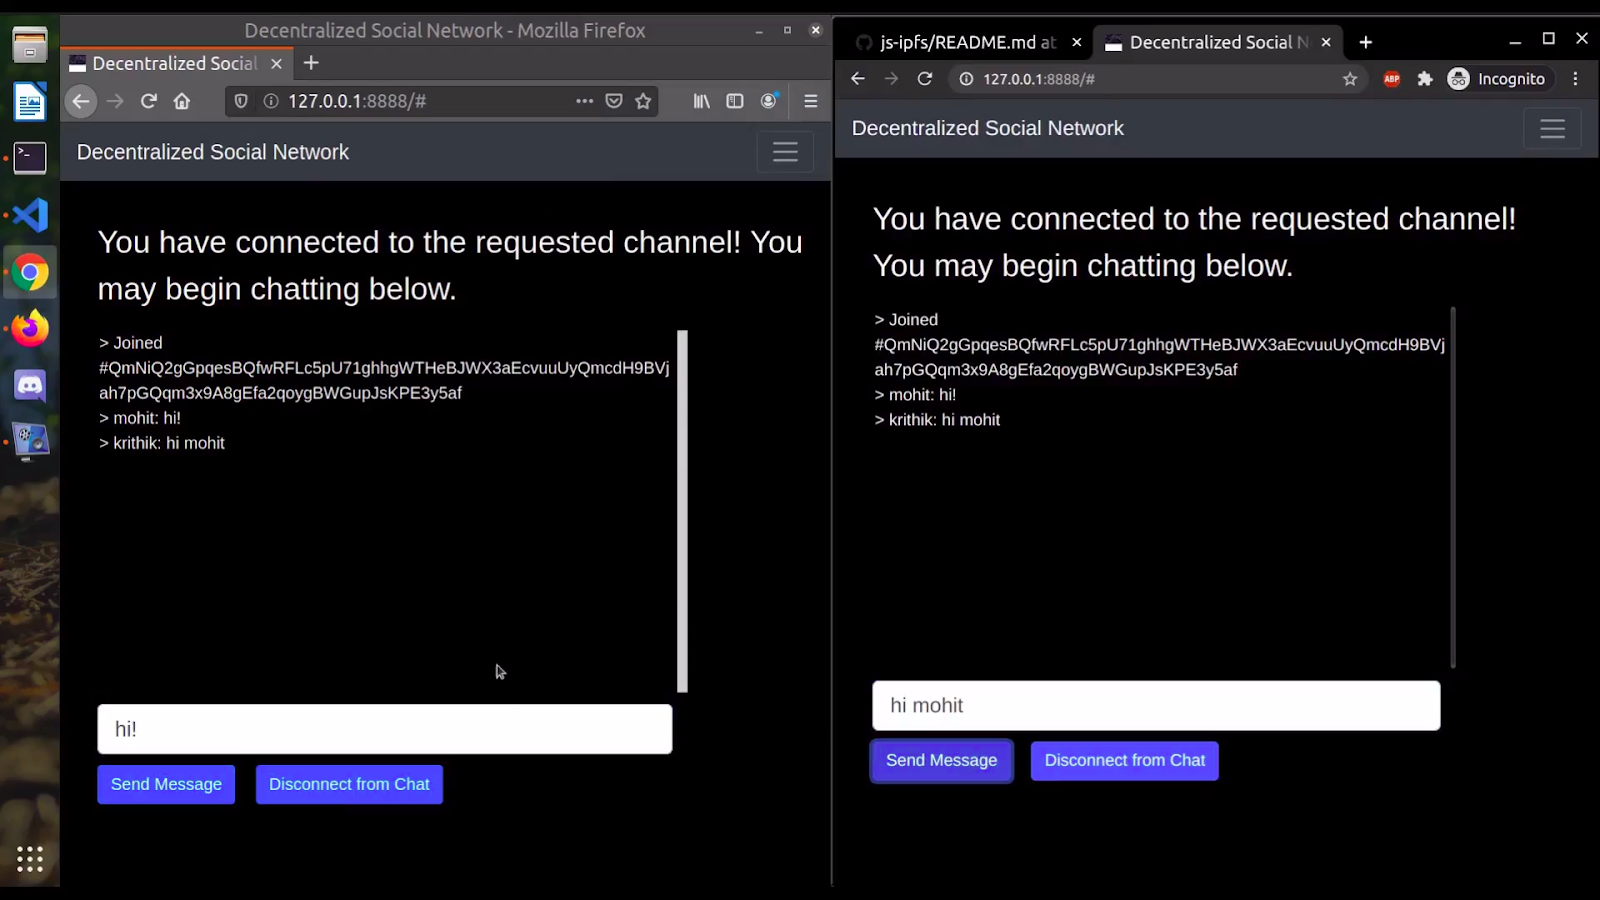 Decentralized Social Network - Mozilla Firefox
Decentralized Social
127.0.0.1:8888/#
Decentralized Social Network
You have connected to the requested channel! You
may begin chatting below.
> Joined
#QmNiQ2gGpqesBQfwRFLc5pU71ghhgWTHeBJWX3aEcvuuUyQmcdH9BVj
ah7pGQqm3x9A8gEfa2qoygBWGupJsKPE3y5af
> mohit: hi!
> krithik: hi mohit
hi!
Send Message Disconnect from Chat
js-ipfs/README.md at Decentralized Social N
127.0.0.1:8888/# ABP Incognito
Decentralized Social Network
You have connected to the requested channel!
You may begin chatting below.
> Joined
#QmNiQ2gGpqesBQfwRFLc5pU71ghhgWTHeBJWX3aEcvuuUyQmcdH9BVj
ah7pGQqm3x9A8gEfa2qoygBWGupJsKPE3y5af
> mohit: hi!
> krithik: hi mohit
hi mohit
Send Message Disconnect from Chat